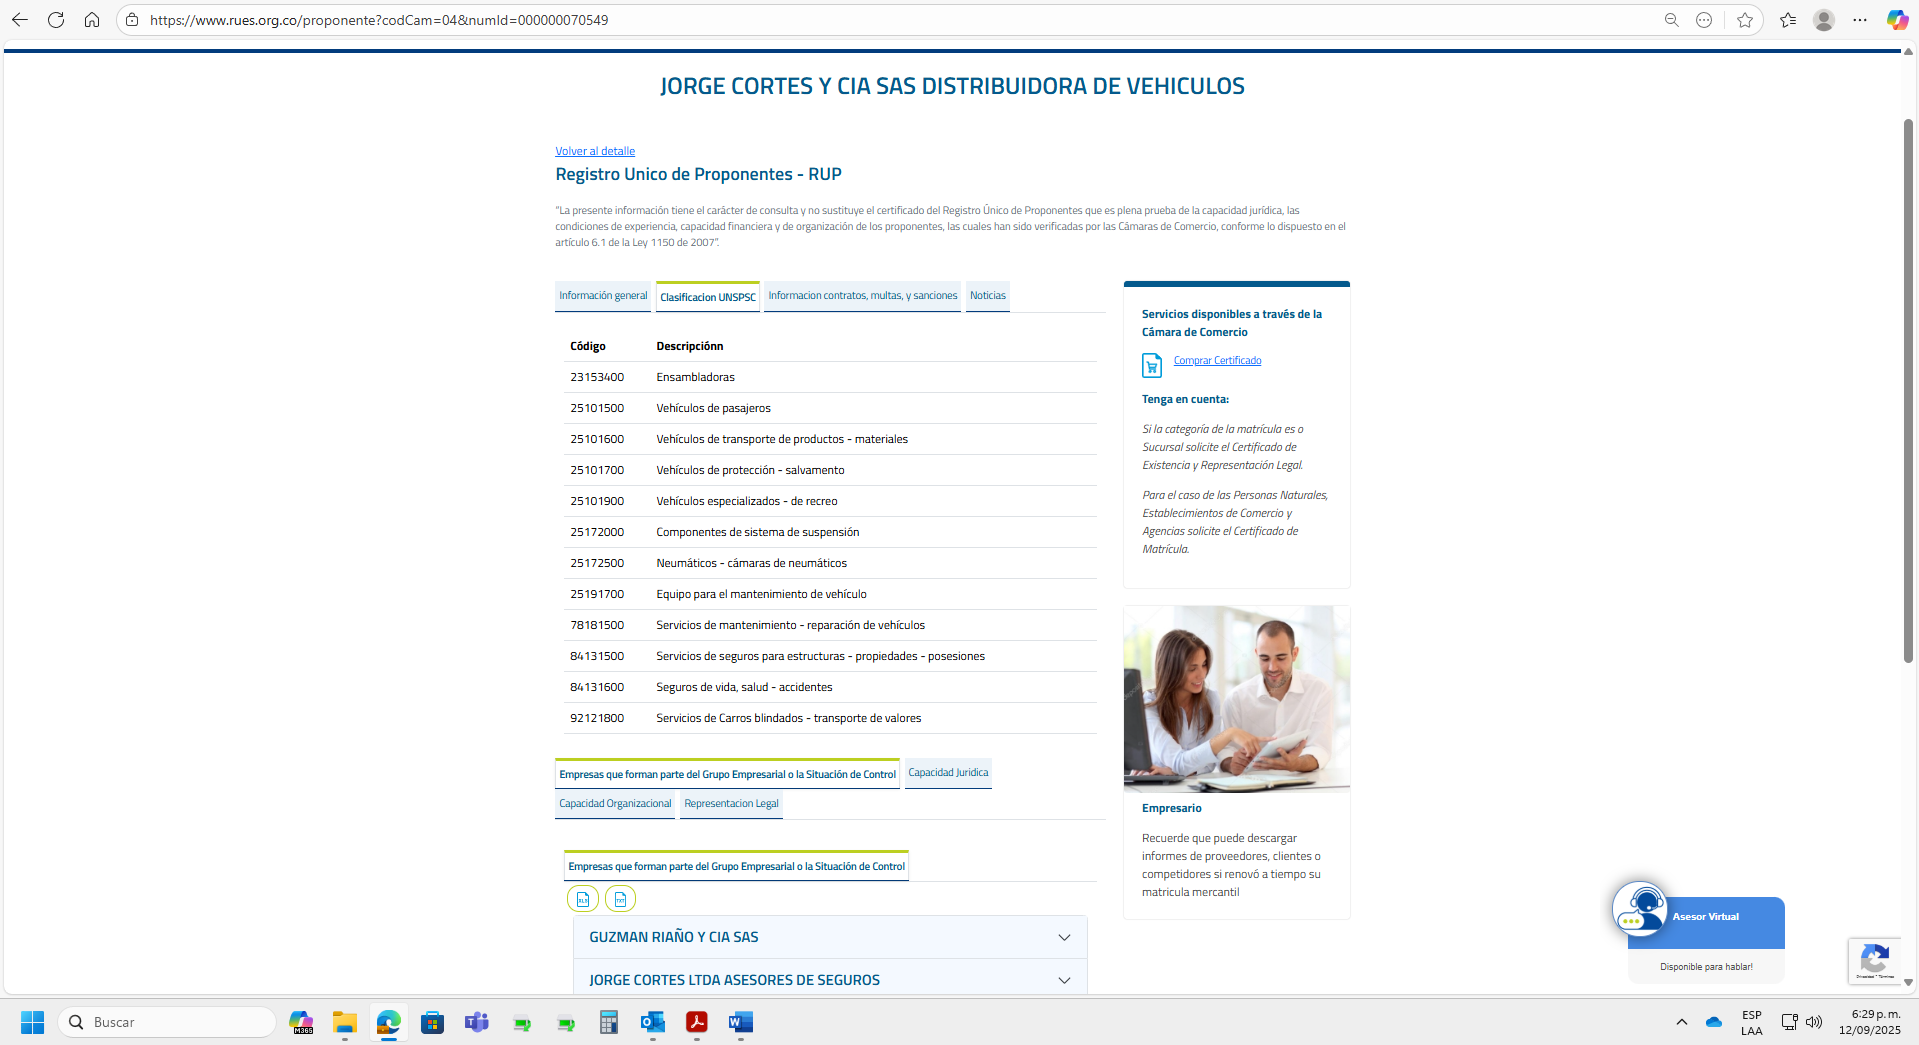 https://www.rues.org.co/proponente?codCam=04&numId=000000070549
JORGE CORTES Y CIA SAS DISTRIBUIDORA DE VEHICULOS
Volver al detalle
Registro Unico de Proponentes - RUP
"La presente información tiene el carácter de consulta y no sustituye el certificado del Registro Único de Proponentes que es plena prueba de la capacidad jurídica, las
condiciones de experiencia, capacidad financiera y de organización de los proponentes, las cuales han sido verificadas por las Cámaras de Comercio, conforme lo dispuesto en el
artículo 6.1 de la Ley 1150 de 2007".
Información general Clasificacion UNSPSC Informacion contratos, multas, y sanciones Noticias
Código Descripciónn
23153400 Ensambladoras
25101500 Vehículos de pasajeros
25101600 Vehículos de transporte de productos - materiales
25101700 Vehículos de protección - salvamento
25101900 Vehículos especializados - de recreo
25172000 Componentes de sistema de suspensión
25172500 Neumáticos - cámaras de neumáticos
25191700 Equipo para el mantenimiento de vehículo
78181500 Servicios de mantenimiento - reparación de vehículos
84131500 Servicios de seguros para estructuras - propiedades - posesiones
84131600 Seguros de vida, salud - accidentes
92121800 Servicios de Carros blindados - transporte de valores
Empresas que forman parte del Grupo Empresarial o la Situación de Control Capacidad Juridica
Capacidad Organizacional Representacion Legal
Empresas que forman parte del Grupo Empresarial o la Situación de Control
XLS TXT
GUZMAN RIAÑO Y CIA SAS
JORGE CORTES LTDA ASESORES DE SEGUROS
Servicios disponibles a través de la
Cámara de Comercio
Comprar Certificado
Tenga en cuenta:
Si la categoría de la matrícula es o
Sucursal solicite el Certificado de
Existencia y Representación Legal.
Para el caso de las Personas Naturales,
Establecimientos de Comercio y
Agencias solicite el Certificado de
Matrícula.
Empresario
Recuerde que puede descargar
informes de proveedores, clientes o
competidores si renovó a tiempo su
matricula mercantil
Asesor Virtual
Disponible para hablar!
Buscar
M365
ESP
LAA
6:29 p. m.
12/09/2025